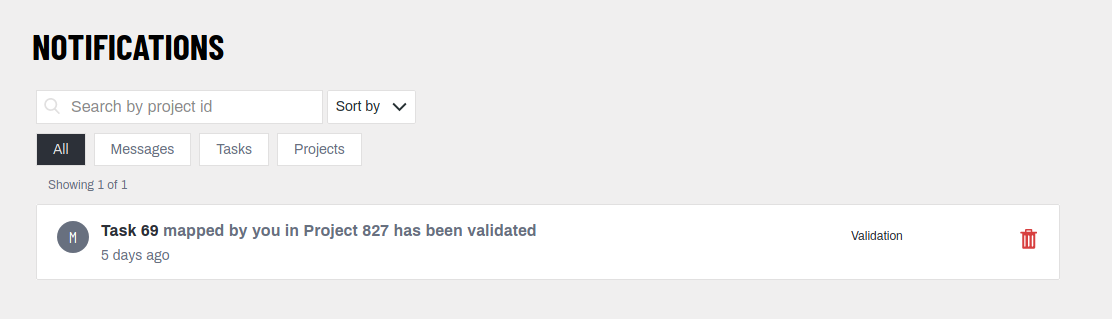 NOTIFICATIONS
Search by project id
Sort by
All Messages Tasks Projects
Showing 1 of 1
M
Task 69 mapped by you in Project 827 has been validated
5 days ago
Validation